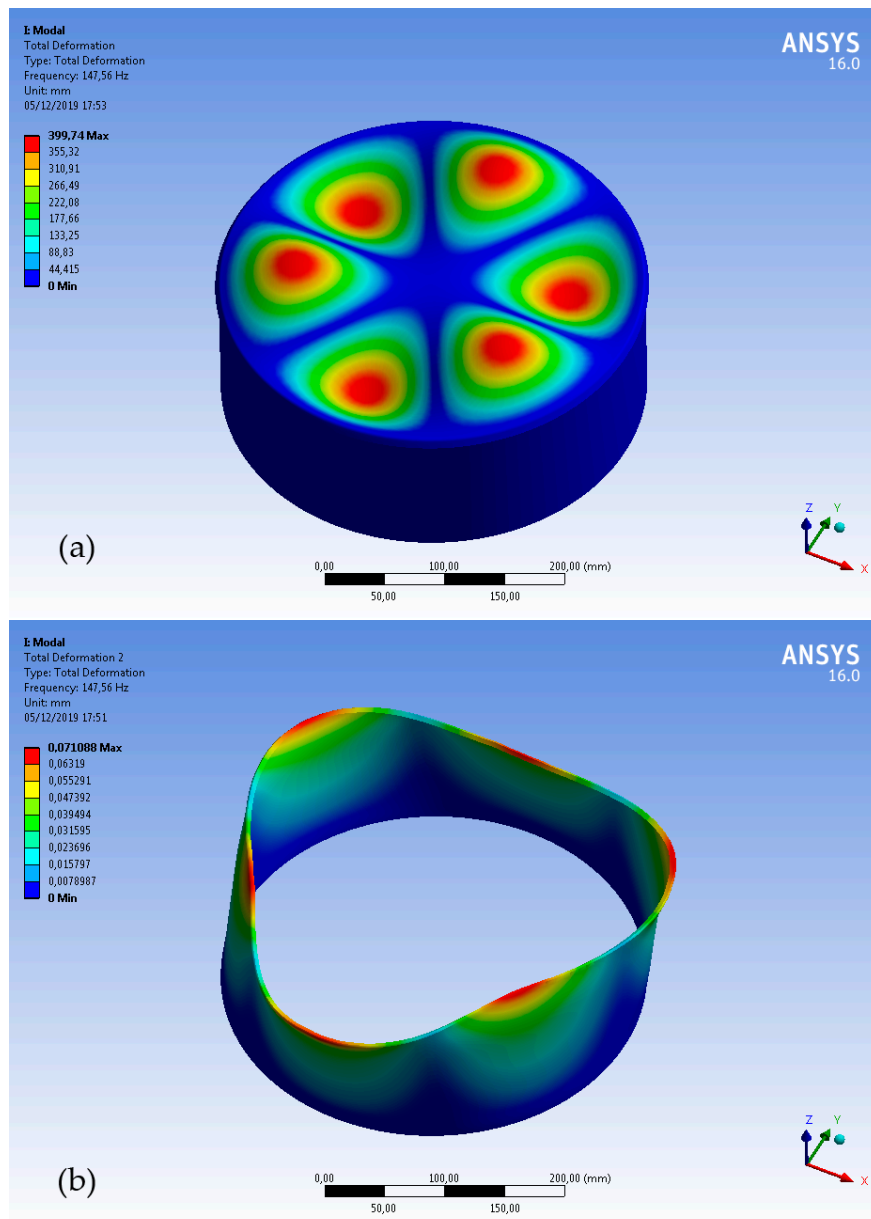 I: Modal
Total Deformation
Type: Total Deformation
Frequency: 147,56 Hz
Unit: mm
05/12/2019 17:53
ANSYS
16.0
399,74 Max
355,32
310,91
266,49
222,08
177,66
133,25
88,83
44,415
0 Min
Z
Y
X
(a)
0,00 100,00 200,00 (mm)
50,00 150,00
I: Modal
Total Deformation 2
Type: Total Deformation
Frequency: 147,56 Hz
Unit: mm
05/12/2019 17:51
ANSYS
16.0
0,071088 Max
0,06319
0,055291
0,047392
0,039494
0,031595
0,023696
0,015797
0,0078987
0 Min
Z
Y
X
(b)
0,00 100,00 200,00 (mm)
50,00 150,00